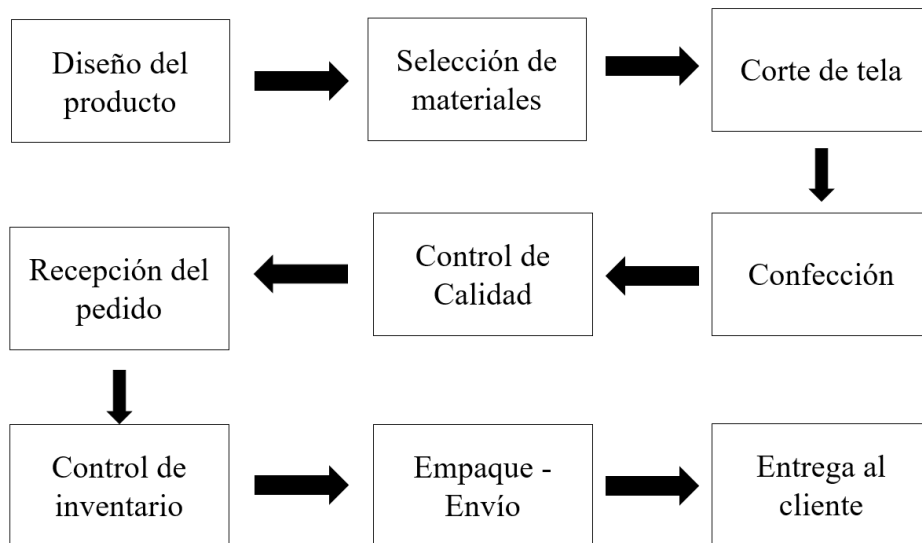 Diseño del
producto
Selección de
materiales
Corte de tela
Confección
Control de
Calidad
Recepción del
pedido
Control de
inventario
Empaque -
Envío
Entrega al
cliente